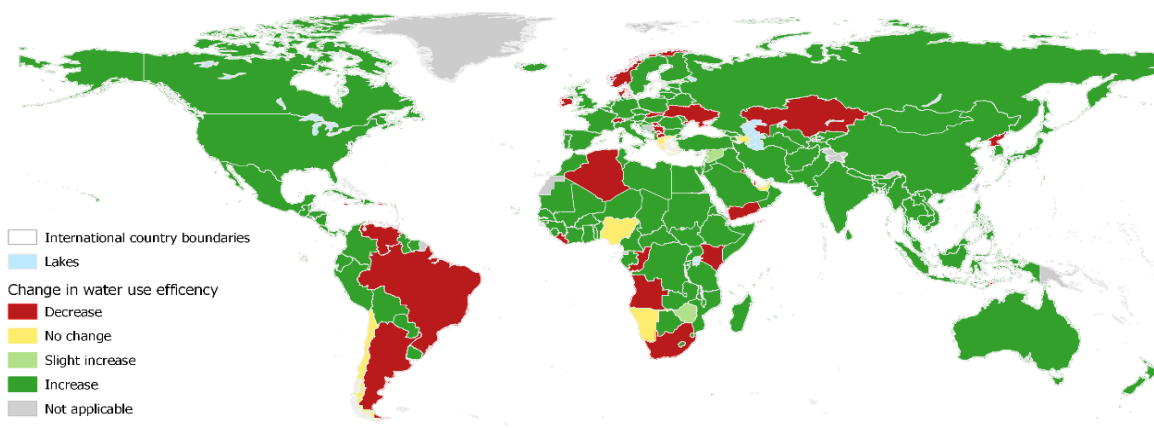 International country boundaries
Lakes
Change in water use efficency
Decrease
No change
Slight increase
Increase
Not applicable